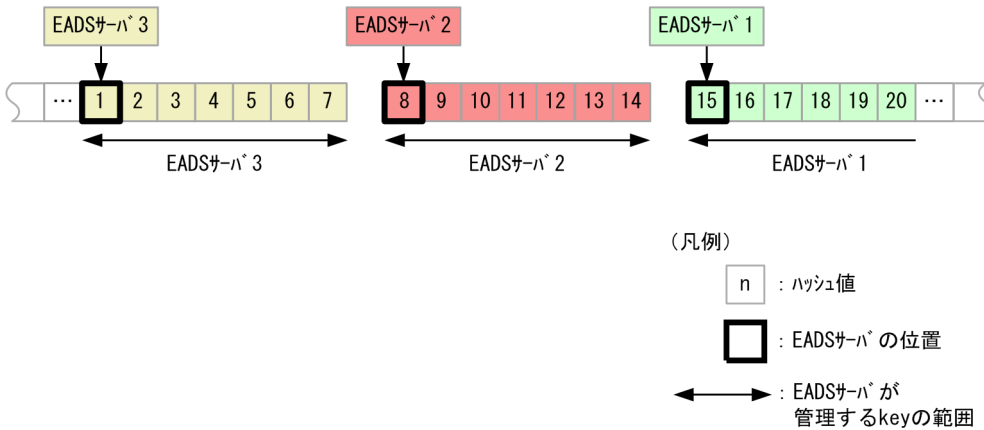 EADSサーバ3 EADSサーバ2 EADSサーバ1
… 1 2 3 4 5 6 7 8 9 10 11 12 13 14 15 16 17 18 19 20 …
EADSサーバ3 EADSサーバ2 EADSサーバ1
（凡例）
n ：ハッシュ値
：EADSサーバの位置
：EADSサーバが
管理するkeyの範囲